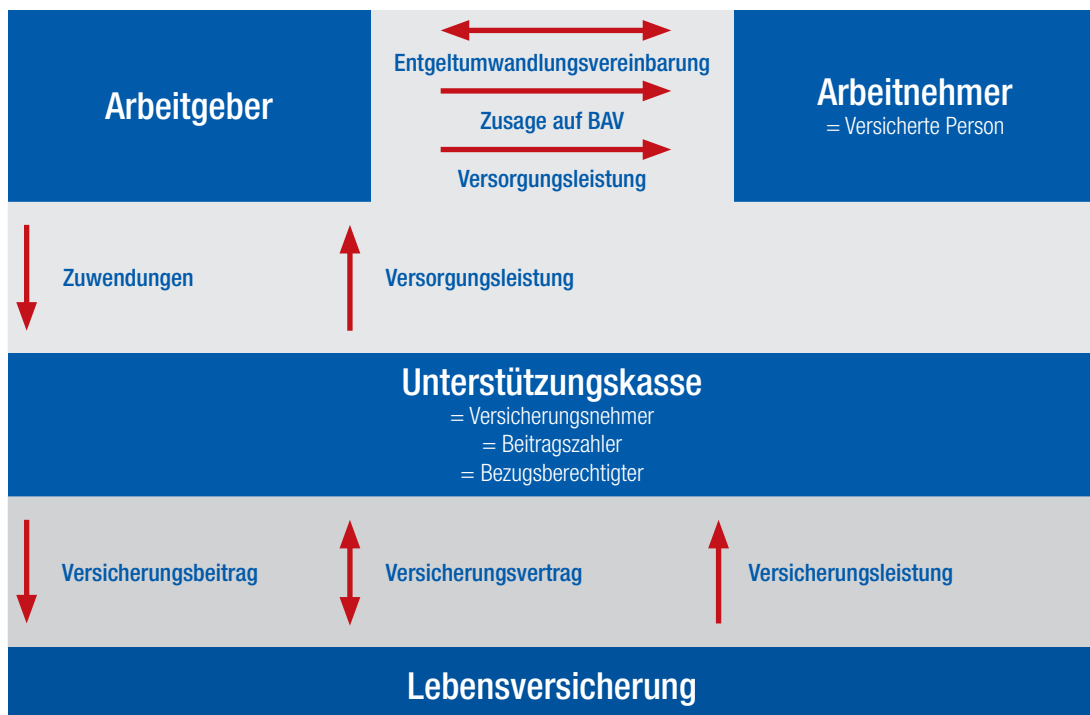 Arbeitgeber
Entgeltumwandlungsvereinbarung
Zusage auf BAV
Versorgungsleistung
Arbeitnehmer
= Versicherte Person
Zuwendungen
Versorgungsleistung
Unterstützungskasse
= Versicherungsnehmer
= Beitragszahler
= Bezugsberechtigter
Versicherungsbeitrag
Versicherungsvertrag
Versicherungsleistung
Lebensversicherung